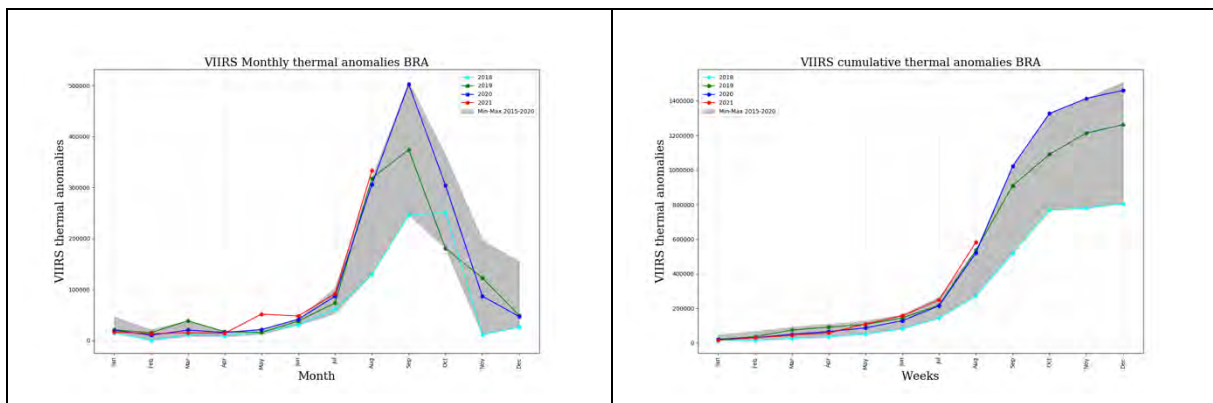 VIIRS Monthly thermal anomalies BRA
2018
2019
2020
2021
Min-Max 2015-2020
VIIRS thermal anomalies
500000
400000
300000
200000
100000
0
Jan
Feb
Mar
Apr
May
Jun
Jul
Aug
Sep
Oct
Nov
Dec
Month
VIIRS cumulative thermal anomalies BRA
2018
2019
2020
2021
Min-Max 2015-2020
VIIRS thermal anomalies
1400000
1200000
1000000
800000
600000
400000
200000
0
Jan
Feb
Mar
Apr
May
Jun
Jul
Aug
Sep
Oct
Nov
Dec
Weeks